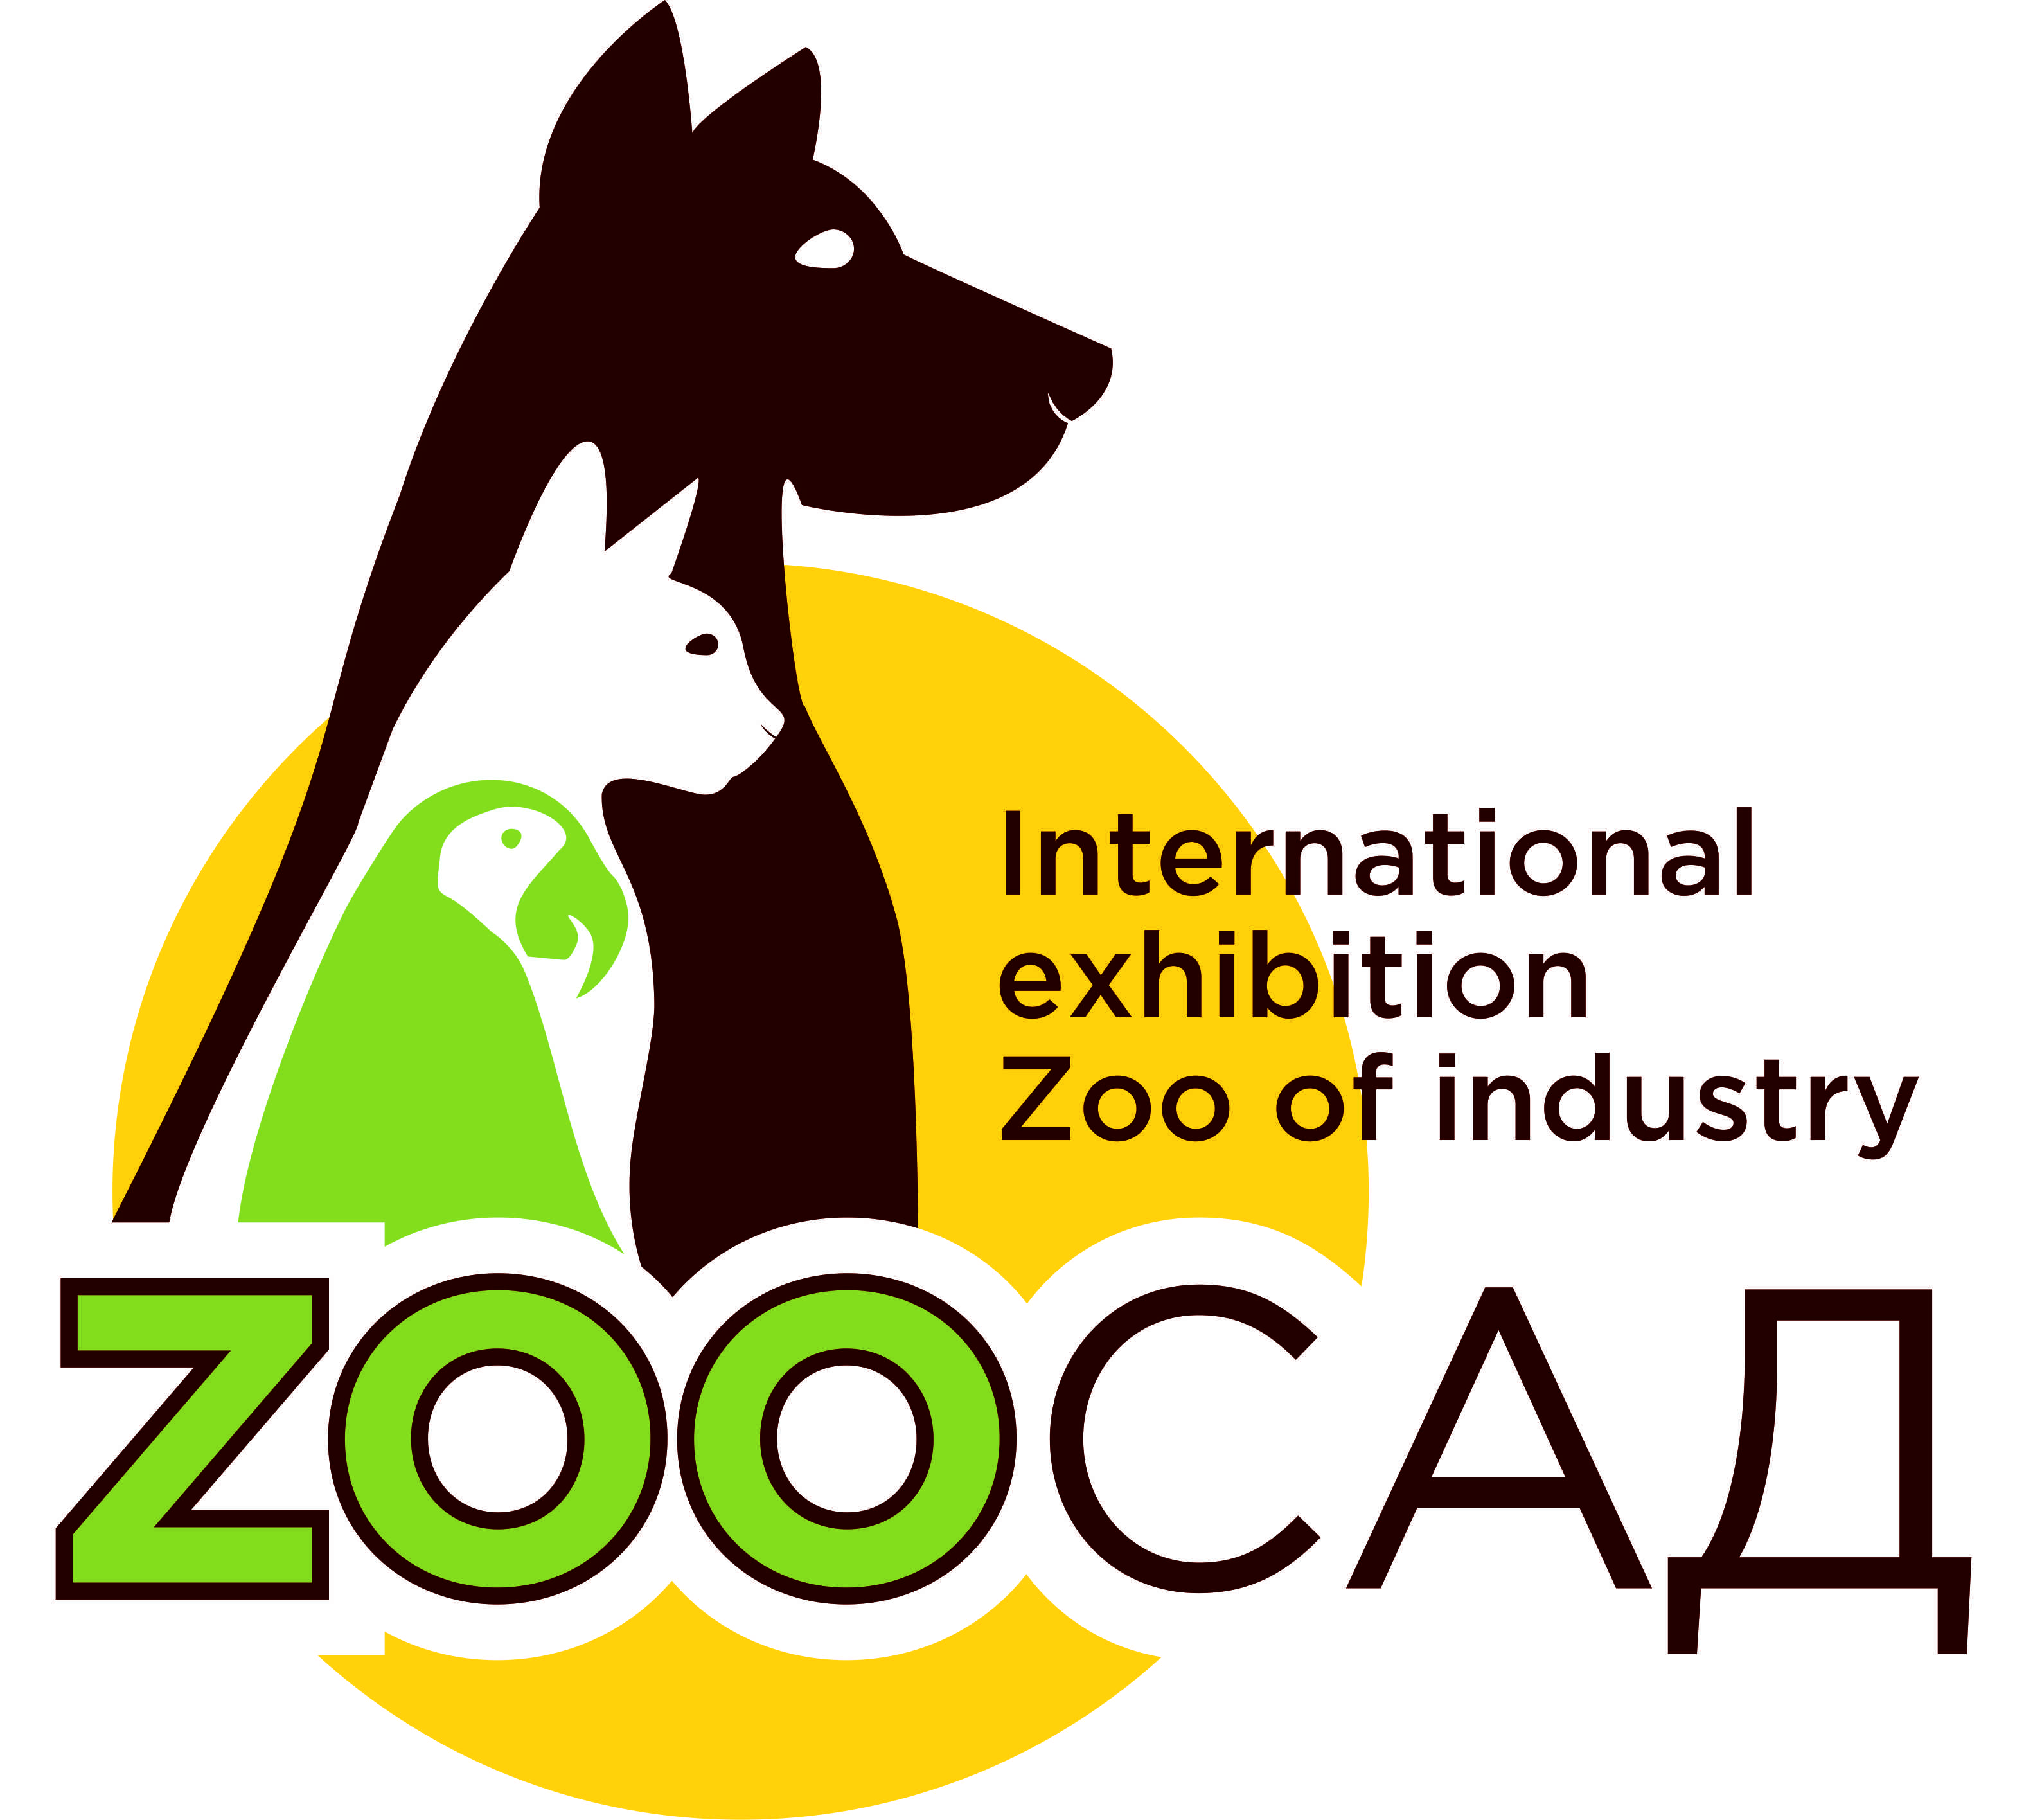 International
exhibition
Zoo of industry
ZOOСАД